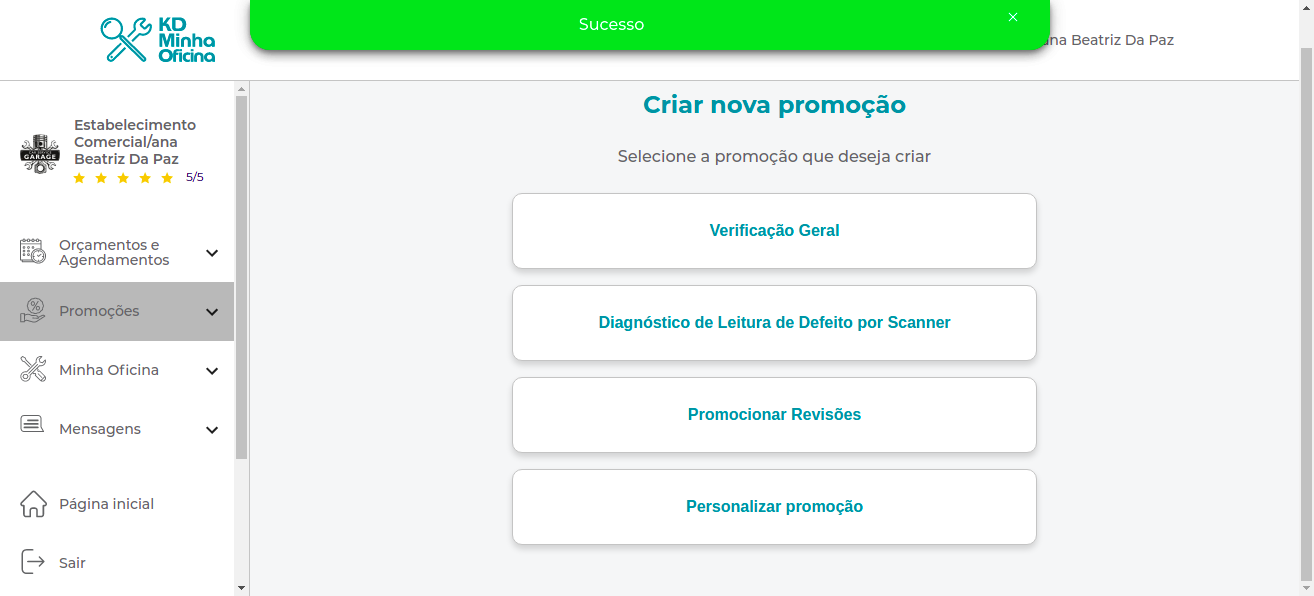 KD
Minha
Oficina
Sucesso
ana Beatriz Da Paz
Estabelecimento
Comercial/ana
Beatriz Da Paz
5/5
GARAGE
Orçamentos e
Agendamentos
Promoções
Minha Oficina
Mensagens
Página inicial
Sair
Criar nova promoção
Selecione a promoção que deseja criar
Verificação Geral
Diagnóstico de Leitura de Defeito por Scanner
Promocionar Revisões
Personalizar promoção